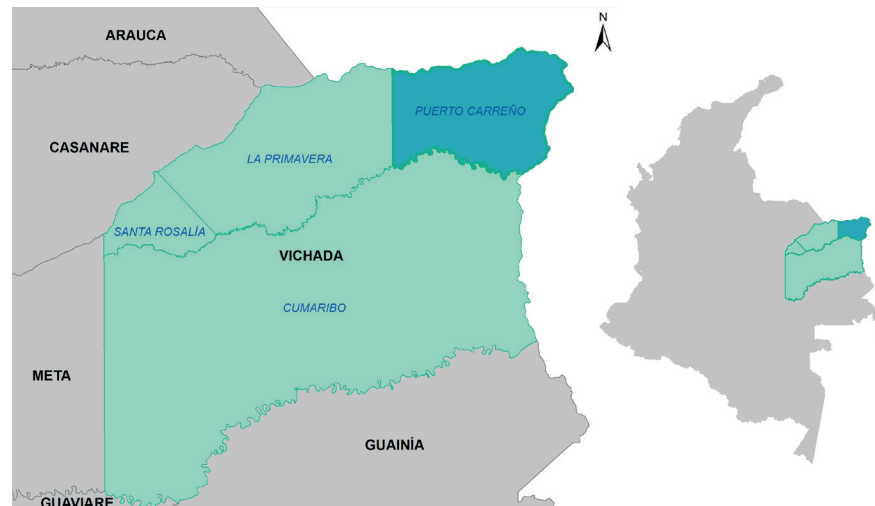 N
ARAUCA
PUERTO CARREÑO
CASANARE
LA PRIMAVERA
SANTA ROSALÍA
VICHADA
CUMARIBO
META
GUAINÍA
GUAVIARE